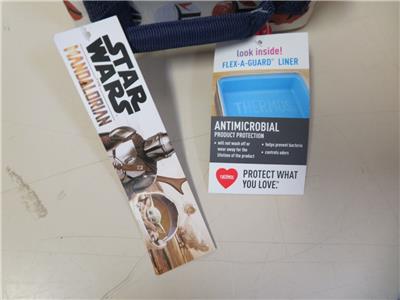 STAR
WARS
THE
MANDALORIAN
look inside!
FLEX-A-GUARD™ LINER
THERMOS
ANTIMICROBIAL
PRODUCT PROTECTION
• will not wash off or
wear away for the
lifetime of the product
• helps prevent bacteria
• controls odors
THERMOS
PROTECT WHAT
YOU LOVE.